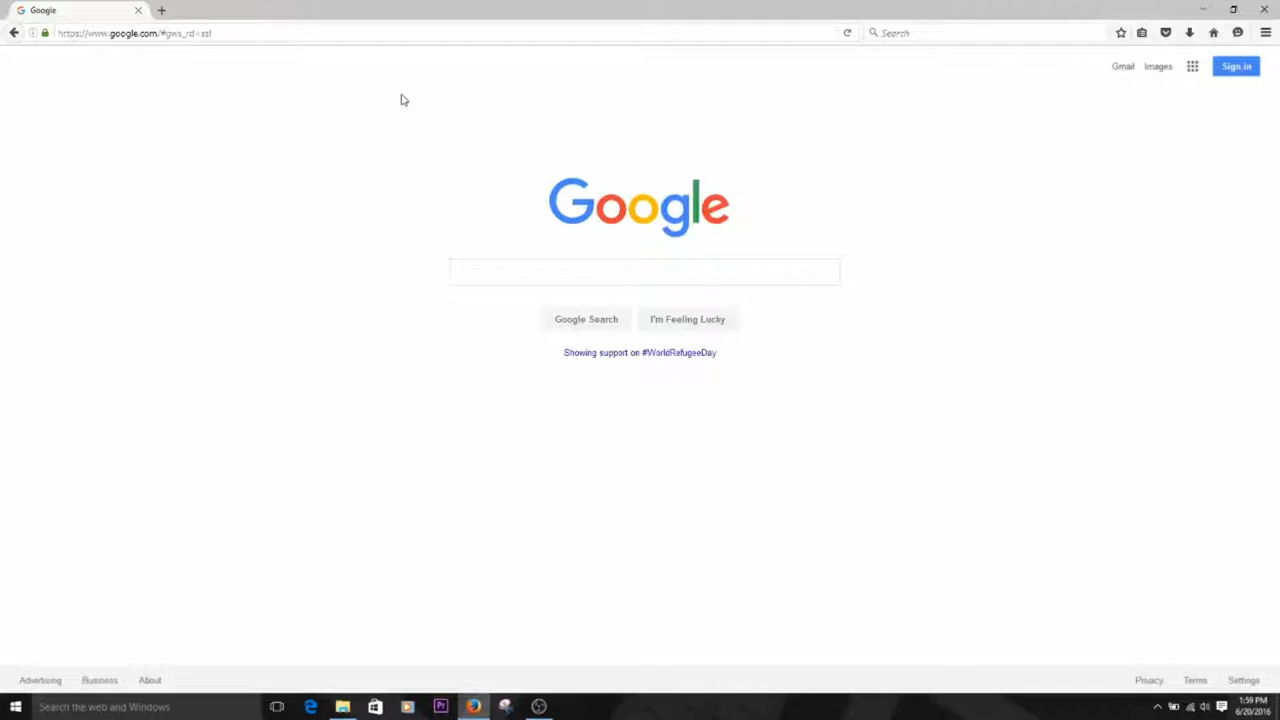 Google
https://www.google.com/#gws_rd=ssl
Search
Gmail Images Sign in
Google
Google Search I'm Feeling Lucky
Showing support on #WorldRefugeeDay
Advertising Business About Privacy Terms Settings
Search the web and Windows
Pr
1:59 PM
6/20/2016